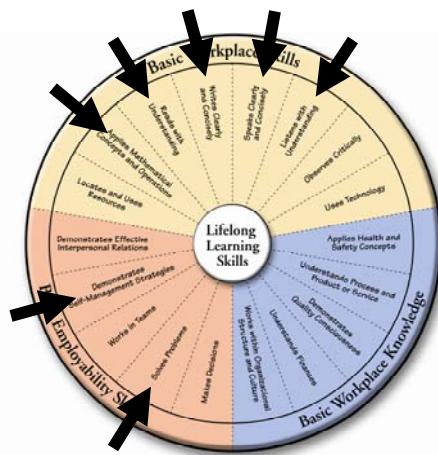 Basic Workplace Skills
Locates and Uses
Resources
Applies Mathematical
Concepts and Operations
Reads with
Understanding
Writes Clearly
and Concisely
Speaks Clearly
and Concisely
Listens with
Understanding
Observes Critically
Uses Technology
Lifelong
Learning
Skills
Demonstrates Effective
Interpersonal Relations
Demonstrates
Self-Management Strategies
Works in Teams
Solves Problems
Makes Decisions
Employability
Applies Health and
Safety Concepts
Understands Process and
Product or Service
Demonstrates
Quality Consciousness
Understands Finances
Works within Organizational
Structure and Culture
Basic Workplace Knowledge